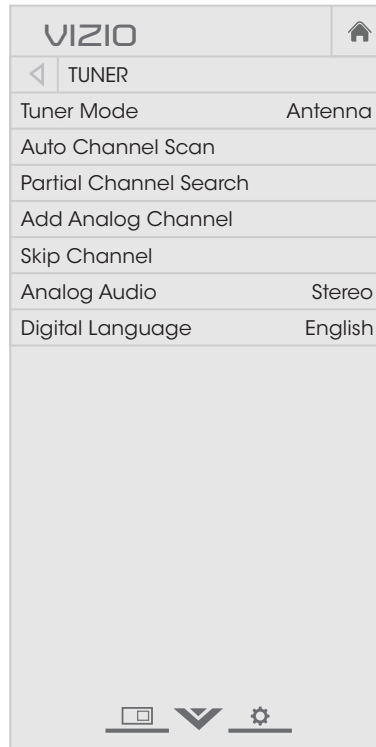 VIZIO
TUNER
Tuner Mode Antenna
Auto Channel Scan
Partial Channel Search
Add Analog Channel
Skip Channel
Analog Audio Stereo
Digital Language English